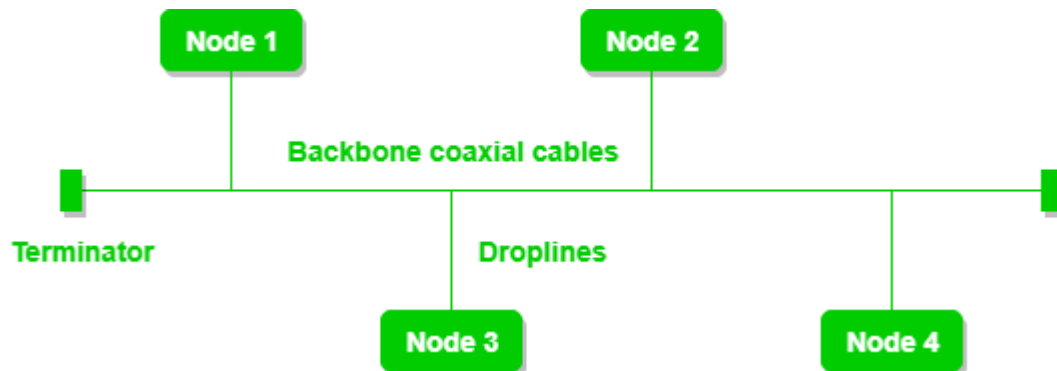 Node 1
Node 2
Backbone coaxial cables
Terminator
Droplines
Node 3
Node 4